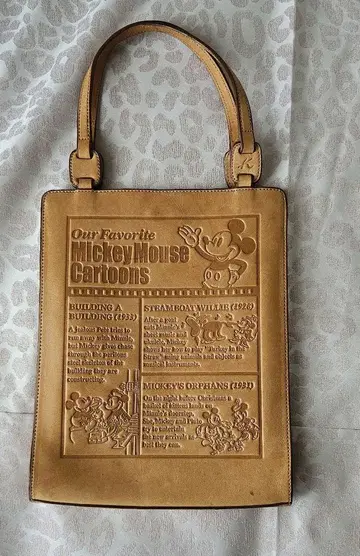 K
Our Favorite
Mickey Mouse
Cartoons
BUILDING A
BUILDING (1933)
A jealous Pete tries to
run away with Minnie,
but Mickey gives chase
through the perilous
steel skeleton of the
building they are
constructing.
STEAMBOAT WILLIE (1928)
After a goat
eats Minnie's
sheet music and
ukulele, Mickey
shows her how to play "Turkey in the
Straw" using animals and objects as
musical instruments.
MICKEY'S ORPHANS (1931)
On the night before Christmas a
basket of kittens lands on
Minnie's doorstep.
She, Mickey and Pluto
try to entertain
the new arrivals as
best they can.